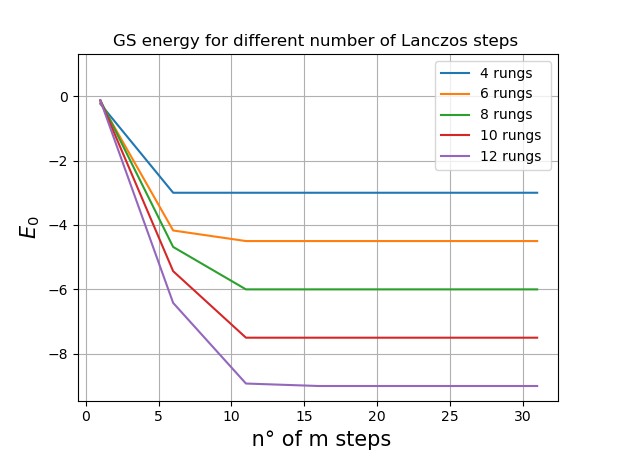 GS energy for different number of Lanczos steps
4 rungs
6 rungs
8 rungs
10 rungs
12 rungs
0
−2
−4
−6
−8
E₀
0 5 10 15 20 25 30
n° of m steps